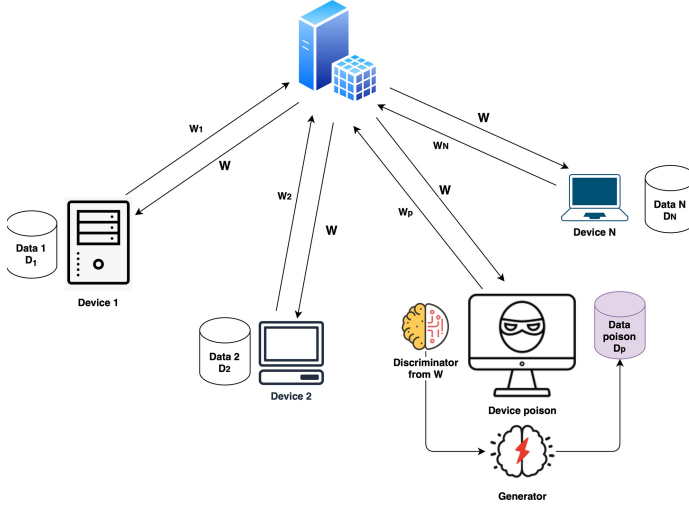 W1
W
W2
W
W
WN
W
Wp
Data 1
D1
Device 1
Data 2
D2
Device 2
Data N
DN
Device N
Discriminator
from W
Device poison
Data
poison
Dp
Generator